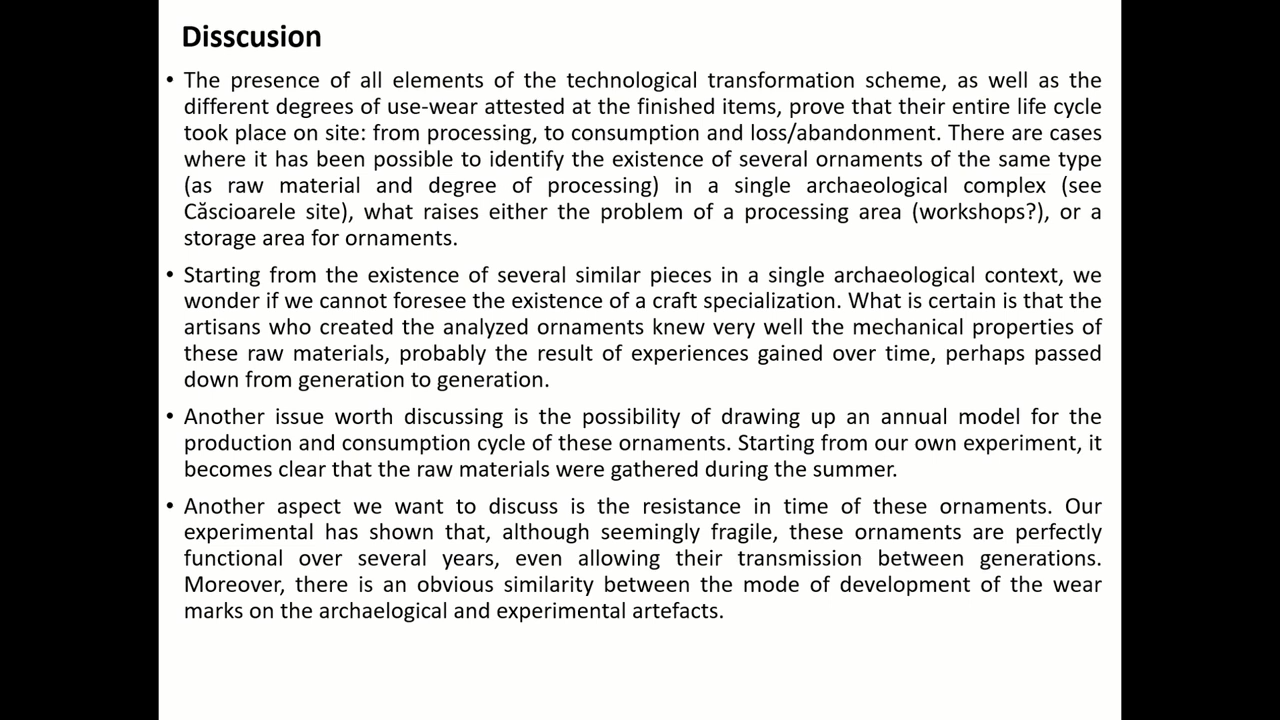 Disscusion
• The presence of all elements of the technological transformation scheme, as well as the
different degrees of use-wear attested at the finished items, prove that their entire life cycle
took place on site: from processing, to consumption and loss/abandonment. There are cases
where it has been possible to identify the existence of several ornaments of the same type
(as raw material and degree of processing) in a single archaeological complex (see
Căscioarele site), what raises either the problem of a processing area (workshops?), or a
storage area for ornaments.
• Starting from the existence of several similar pieces in a single archaeological context, we
wonder if we cannot foresee the existence of a craft specialization. What is certain is that the
artisans who created the analyzed ornaments knew very well the mechanical properties of
these raw materials, probably the result of experiences gained over time, perhaps passed
down from generation to generation.
• Another issue worth discussing is the possibility of drawing up an annual model for the
production and consumption cycle of these ornaments. Starting from our own experiment, it
becomes clear that the raw materials were gathered during the summer.
• Another aspect we want to discuss is the resistance in time of these ornaments. Our
experimental has shown that, although seemingly fragile, these ornaments are perfectly
functional over several years, even allowing their transmission between generations.
Moreover, there is an obvious similarity between the mode of development of the wear
marks on the archaelogical and experimental artefacts.